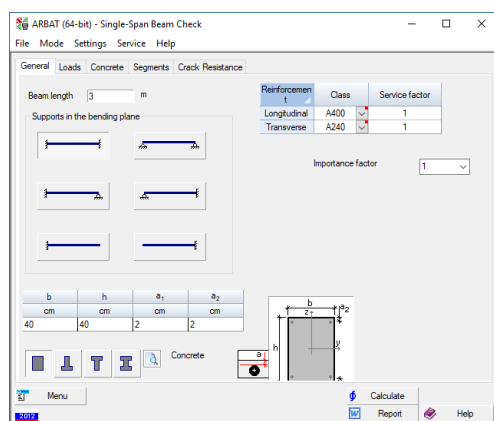 ARBAT (64-bit) - Single-Span Beam Check
File Mode Settings Service Help
General Loads Concrete Segments Crack Resistance
Beam length 3 m
Supports in the bending plane
Reinforcemen
t Class Service factor
Longitudinal A400 1
Transverse A240 1
Importance factor 1
b h a1 a2
cm cm cm cm
40 40 2 2
Concrete
a
b
a2
z
y
h
Menu
Calculate
2012
Report
Help